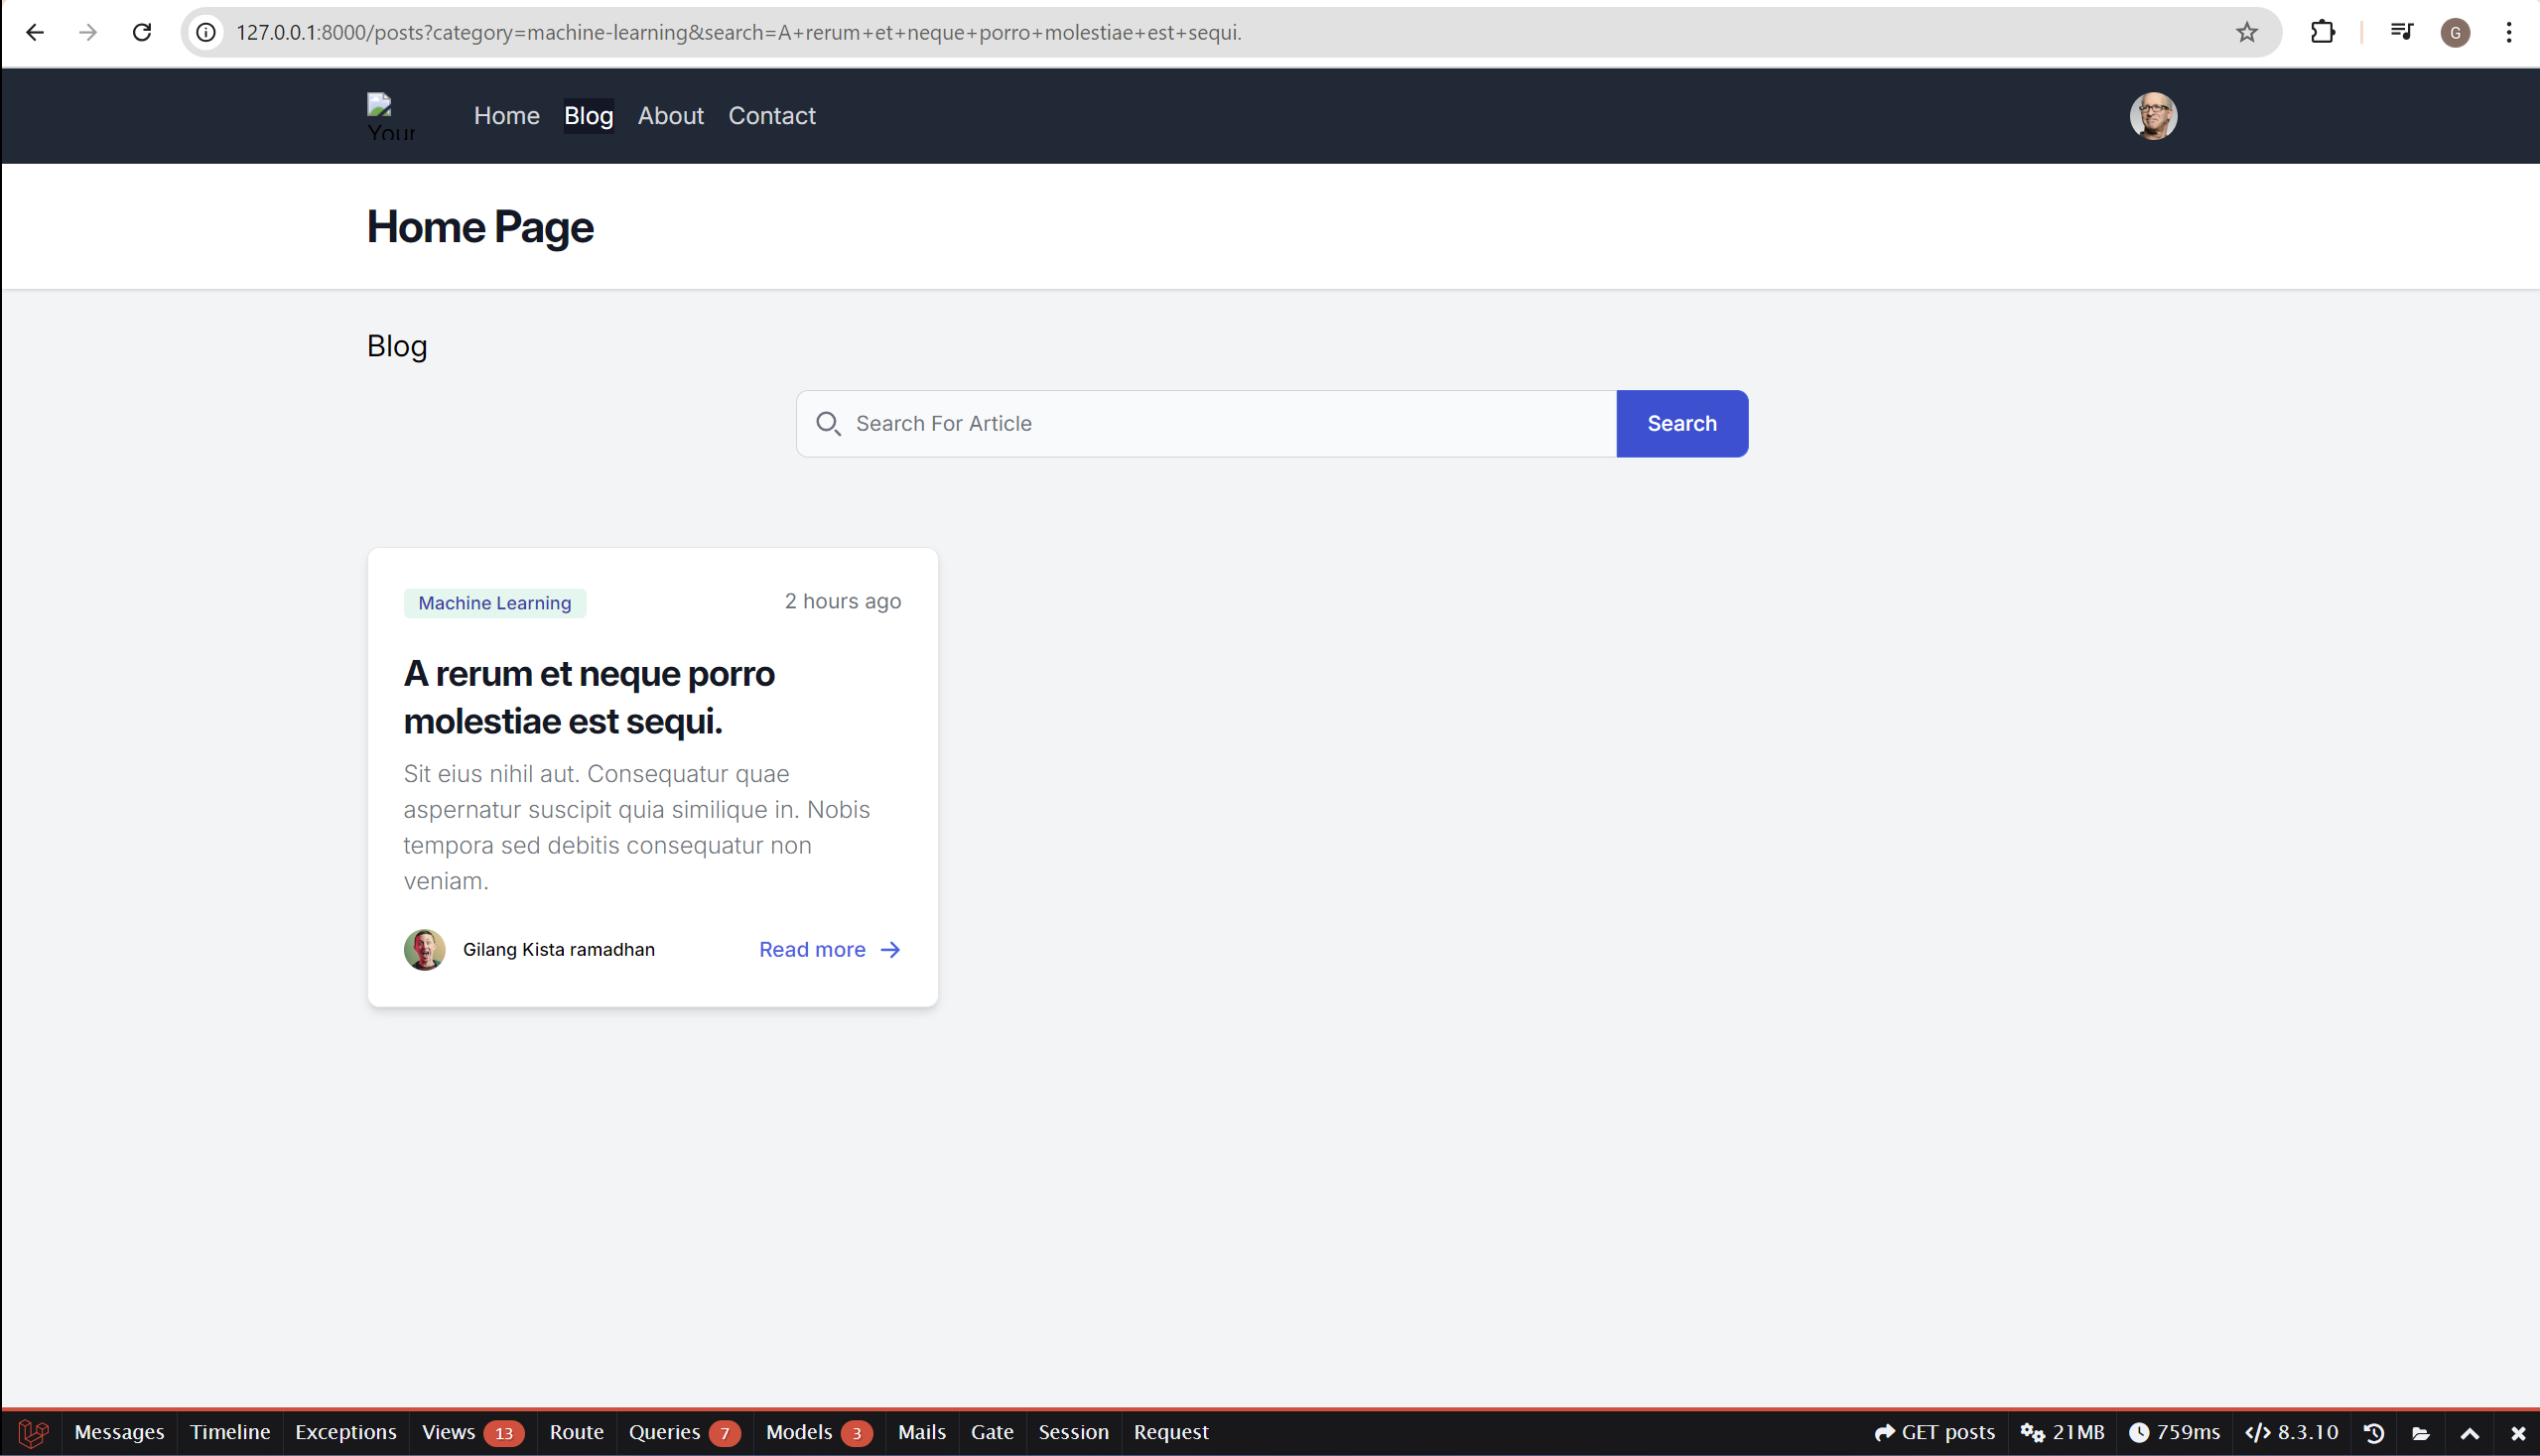 127.0.0.1:8000/posts?category=machine-learning&search=A+rerum+et+neque+porro+molestiae+est+sequi.
G
Your
Home Blog About Contact
Home Page
Blog
Search For Article Search
Machine Learning 2 hours ago
A rerum et neque porro
molestiae est sequi.
Sit eius nihil aut. Consequatur quae
aspernatur suscipit quia similique in. Nobis
tempora sed debitis consequatur non
veniam.
Gilang Kista ramadhan Read more →
Messages Timeline Exceptions Views 13 Route Queries 7 Models 3 Mails Gate Session Request GET posts 21MB 759ms </> 8.3.10